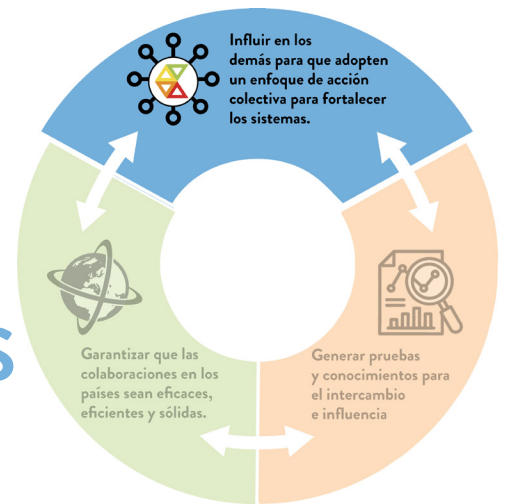 Influir en los
demás para que adopten
un enfoque de acción
colectiva para fortalecer
los sistemas.
Garantizar que las
colaboraciones en los
países sean eficaces,
eficientes y sólidas.
Generar pruebas
y conocimientos para
el intercambio
e influencia
s